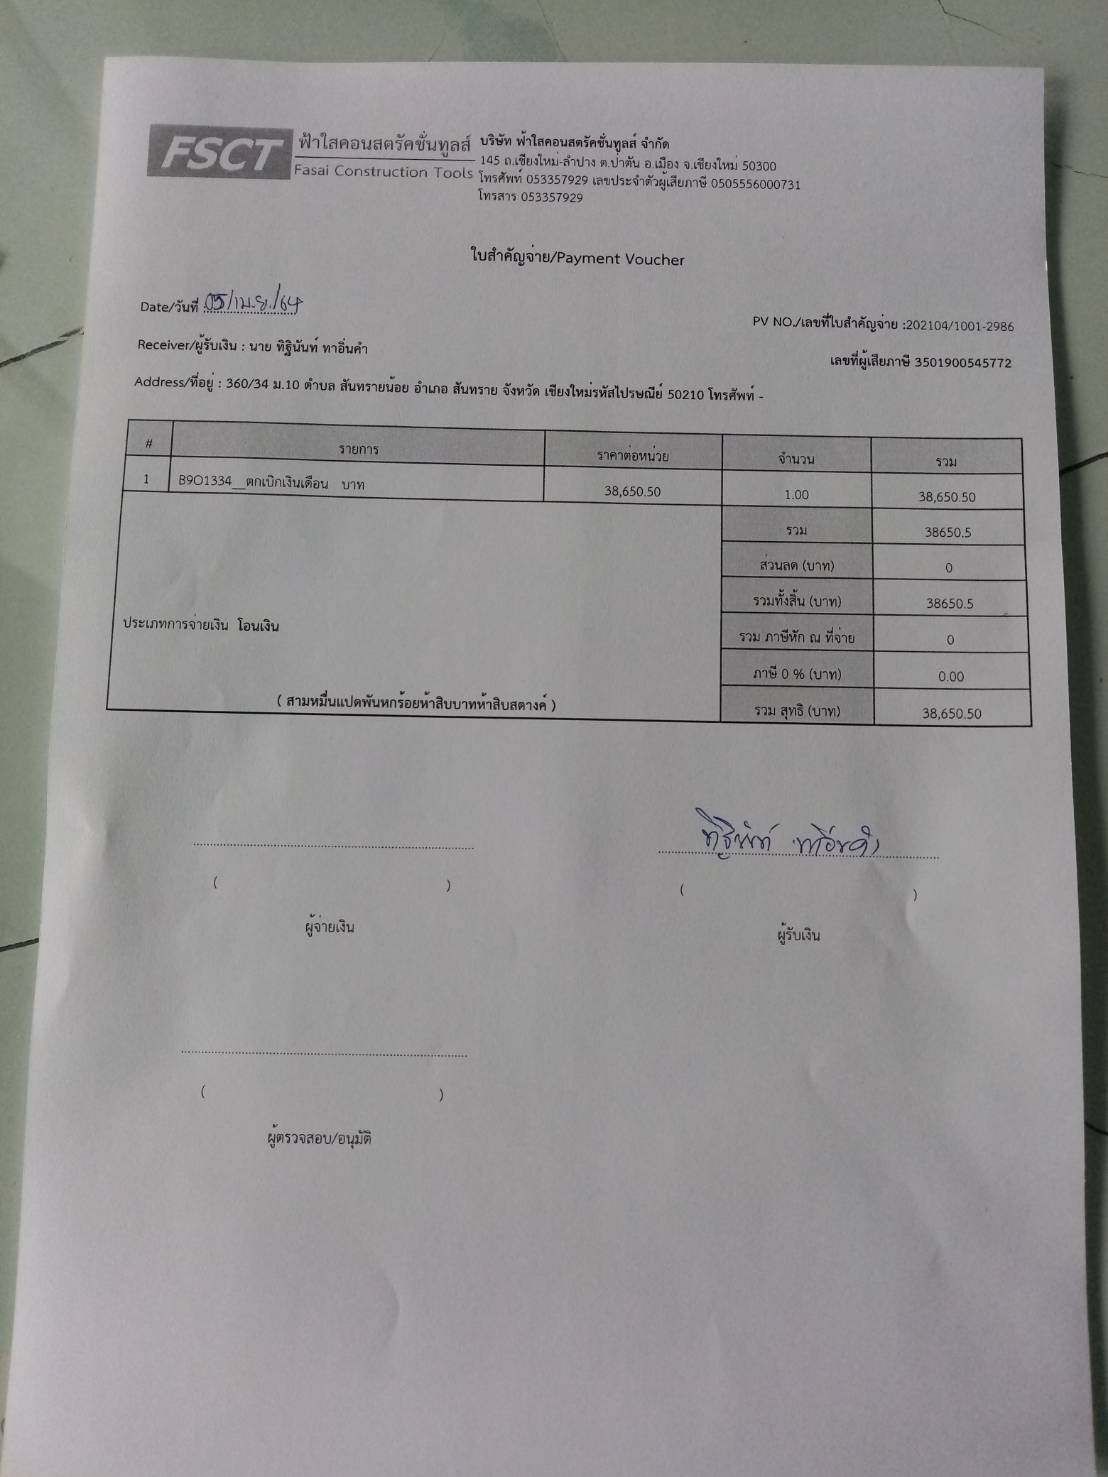 FSCT
ฟ้าใสคอนสตรัคชั่นทูลส์
Fasai Construction Tools
บริษัท ฟ้าใสคอนสตรัคชั่นทูลส์ จำกัด
145 ถ.เชียงใหม่-ลำปาง ต.ป่าตัน อ.เมือง จ.เชียงใหม่ 50300
โทรศัพท์ 053357929 เลขประจำตัวผู้เสียภาษี 0505556000731
โทรสาร 053357929
ใบสำคัญจ่าย/Payment Voucher
Date/วันที่ 05/เม.ย./64
PV NO./เลขที่ใบสำคัญจ่าย :202104/1001-2986
Receiver/ผู้รับเงิน : นาย ทิฐินันท์ ทาอิ่นคำ
เลขที่ผู้เสียภาษี 3501900545772
Address/ที่อยู่ : 360/34 ม.10 ตำบล สันทรายน้อย อำเภอ สันทราย จังหวัด เชียงใหม่รหัสไปรษณีย์ 50210 โทรศัพท์ -
# รายการ ราคาต่อหน่วย จำนวน รวม
1 B9O1334__ตกเบิกเงินเดือน บาท 38,650.50 1.00 38,650.50
รวม 38650.5
ส่วนลด (บาท) 0
รวมทั้งสิ้น (บาท) 38650.5
ประเภทการจ่ายเงิน โอนเงิน
รวม ภาษีหัก ณ ที่จ่าย 0
ภาษี 0 % (บาท) 0.00
( สามหมื่นแปดพันหกร้อยห้าสิบบาทห้าสิบสตางค์ )
รวม สุทธิ (บาท) 38,650.50
ทิฐินันท์ ทาอิ่นคำ
( ) ( )
ผู้จ่ายเงิน ผู้รับเงิน
( )
ผู้ตรวจสอบ/อนุมัติ